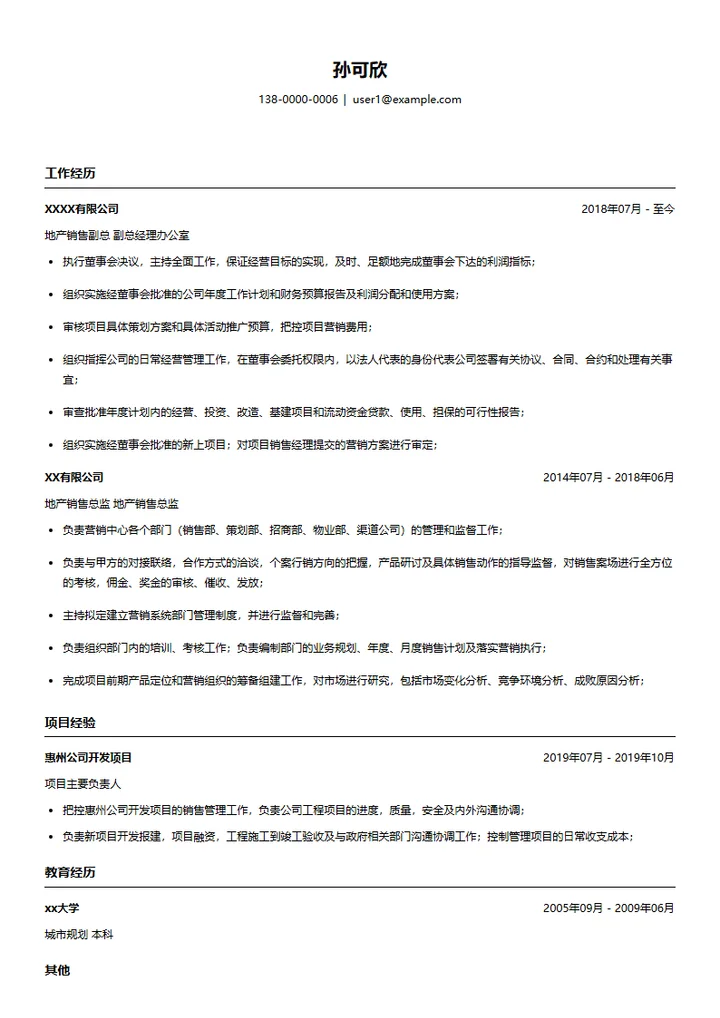 孙可欣
138-0000-0006 | user1@example.com
工作经历
XXXX有限公司 2018年07月 - 至今
地产销售副总 副总经理办公室
• 执行董事会决议，主持全面工作，保证经营目标的实现，及时、足额地完成董事会下达的利润指标；
• 组织实施经董事会批准的公司年度工作计划和财务预算报告及利润分配和使用方案；
• 审核项目具体策划方案和具体活动推广预算，把控项目营销费用；
• 组织指挥公司的日常经营管理工作，在董事会委托权限内，以法人代表的身份代表公司签署有关协议、合同、合约和处理有关事
宜；
• 审查批准年度计划内的经营、投资、改造、基建项目和流动资金贷款、使用、担保的可行性报告；
• 组织实施经董事会批准的新上项目；对项目销售经理提交的营销方案进行审定；
XX有限公司 2014年07月 - 2018年06月
地产销售总监 地产销售总监
• 负责营销中心各个部门（销售部、策划部、招商部、物业部、渠道公司）的管理和监督工作；
• 负责与甲方的对接联络，合作方式的洽谈，个案行销方向的把握，产品研讨及具体销售动作的指导监督，对销售案场进行全方位
的考核，佣金、奖金的审核、催收、发放；
• 主持拟定建立营销系统部门管理制度，并进行监督和完善；
• 负责组织部门内的培训、考核工作；负责编制部门的业务规划、年度、月度销售计划及落实营销执行；
• 完成项目前期产品定位和营销组织的筹备组建工作，对市场进行研究，包括市场变化分析、竞争环境分析、成败原因分析；
项目经验
惠州公司开发项目 2019年07月 - 2019年10月
项目主要负责人
• 把控惠州公司开发项目的销售管理工作，负责公司工程项目的进度，质量，安全及内外沟通协调；
• 负责新项目开发报建，项目融资，工程施工到竣工验收及与政府相关部门沟通协调工作；控制管理项目的日常收支成本；
教育经历
xx大学 2005年09月 - 2009年06月
城市规划 本科
其他